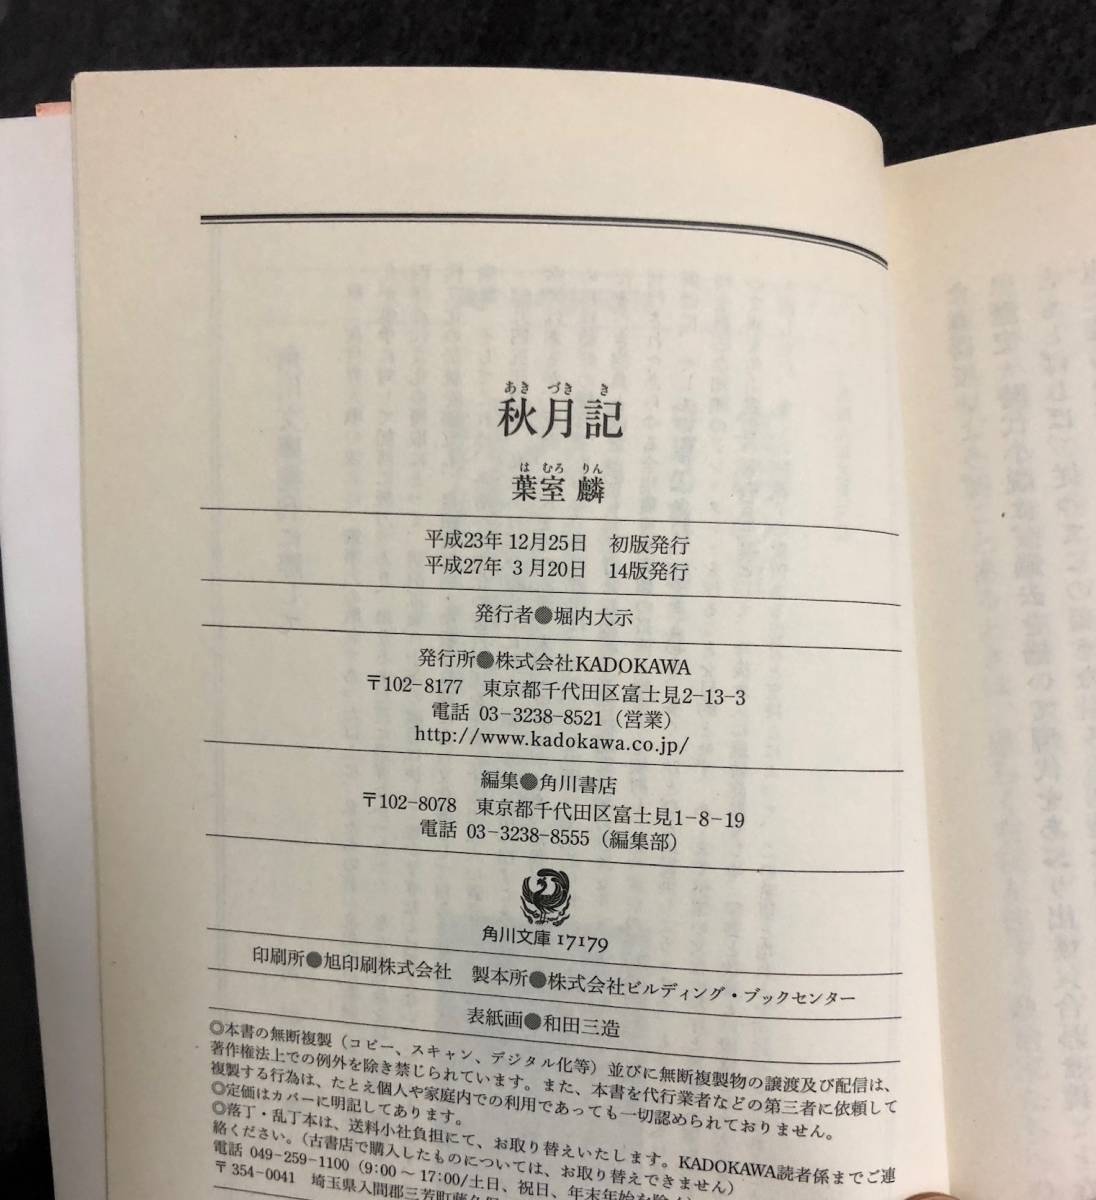 あき づき き
秋月記
は むろ りん
葉室 麟
平成23年12月25日 初版発行
平成27年 3月20日 14版発行
発行者●堀内大示
発行所●株式会社KADOKAWA
〒102-8177 東京都千代田区富士見2-13-3
電話 03-3238-8521（営業）
http://www.kadokawa.co.jp/
編集●角川書店
〒102-8078 東京都千代田区富士見1-8-19
電話 03-3238-8555（編集部）
角川文庫 17179
印刷所●旭印刷株式会社 製本所●株式会社ビルディング・ブックセンター
表紙画●和田三造
◎本書の無断複製（コピー、スキャン、デジタル化等）並びに無断複製物の譲渡及び配信は、
著作権法上での例外を除き禁じられています。また、本書を代行業者などの第三者に依頼して
複製する行為は、たとえ個人や家庭内での利用であっても一切認められておりません。
◎定価はカバーに明記してあります。
◎落丁・乱丁本は、送料小社負担にて、お取り替えいたします。KADOKAWA読者係までご連
絡ください。（古書店で購入したものについては、お取り替えできません）
電話 049-259-1100（9:00～17:00/土日、祝日、年末年始を除く）
〒354-0041 埼玉県入間郡三芳町藤久保